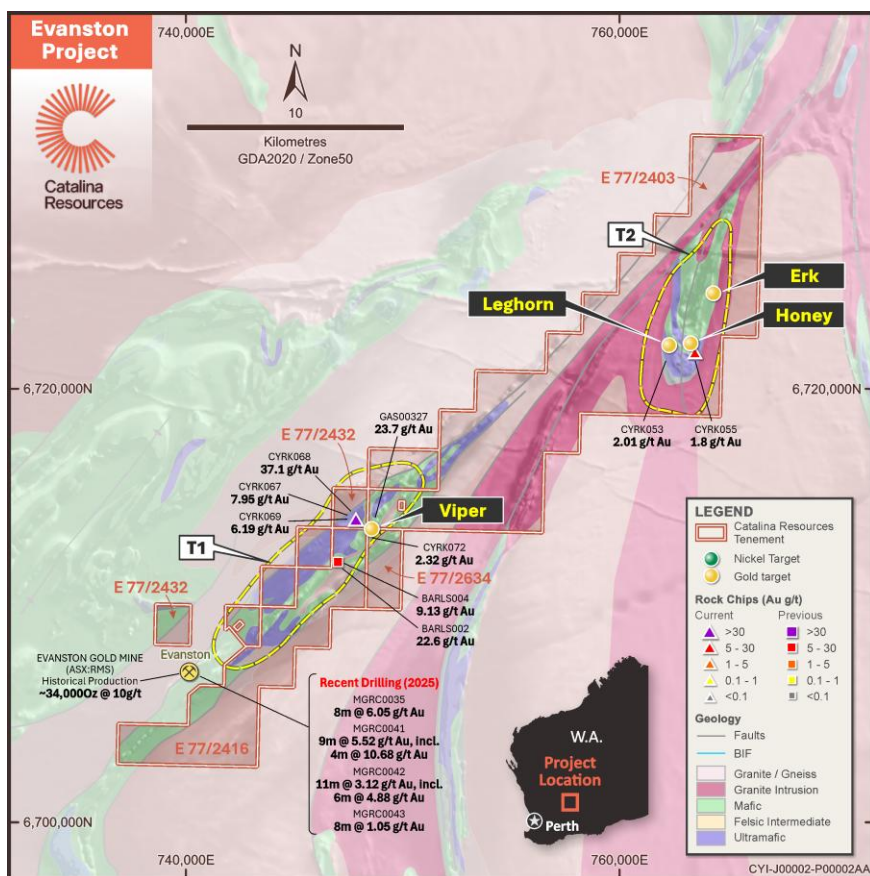 Evanston
Project
Catalina
Resources
740,000E
760,000E
N
10
Kilometres
GDA2020 / Zone50
E 77/2403
T2
Erk
Leghorn
Honey
6,720,000N
6,720,000N
CYRK053
2.01 g/t Au
CYRK055
1.8 g/t Au
GAS00327
23.7 g/t Au
E 77/2432
CYRK068
37.1 g/t Au
CYRK067
7.95 g/t Au
CYRK069
6.19 g/t Au
Viper
T1
CYRK072
2.32 g/t Au
E 77/2634
E 77/2432
BARLS004
9.13 g/t Au
BARLS002
22.6 g/t Au
Evanston
EVANSTON GOLD MINE
(ASX:RMS)
Historical Production
~34,000Oz @ 10g/t
E 77/2416
Recent Drilling (2025)
MGRC0035
8m @ 6.05 g/t Au
MGRC0041
9m @ 5.52 g/t Au, incl.
4m @ 10.68 g/t Au
MGRC0042
11m @ 3.12 g/t Au, incl.
6m @ 4.88 g/t Au
MGRC0043
8m @ 1.05 g/t Au
W.A.
Project
Location
Perth
LEGEND
Catalina Resources
Tenement
Nickel Target
Gold target
Rock Chips (Au g/t)
Current Previous
>30 >30
5 - 30 5 - 30
1 - 5 1 - 5
0.1 - 1 0.1 - 1
<0.1 <0.1
Geology
Faults
BIF
Granite / Gneiss
Granite Intrusion
Mafic
Felsic Intermediate
Ultramafic
6,700,000N
740,000E
760,000E
CYI-J00002-P00002AA